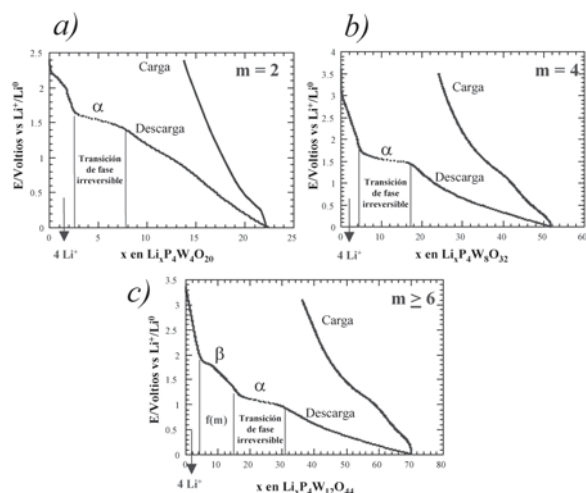 a)
E/Voltios vs Li⁺/Li⁰
2.5
2
1.5
1
0.5
0
Carga
m = 2
α
Descarga
Transición
de fase
irreversible
0 5 10 15 20 25
4 Li⁺
x en LiₓP₄W₄O₂₀
b)
E/Voltios vs Li⁺/Li⁰
4
3.5
3
2.5
2
1.5
1
0.5
0
Carga
m = 4
α
Descarga
Transición
de fase
irreversible
0 10 20 30 40 50 60
4 Li⁺
x en LiₓP₄W₈O₃₂
c)
E/Voltios vs Li⁺/Li⁰
3.5
3
2.5
2
1.5
1
0.5
0
m ≥ 6
Carga
β
α
f(m)
Transición
de fase
irreversible
Descarga
0 10 20 30 40 50 60 70 80
4 Li⁺
x en LiₓP₄W₁₂O₄₄